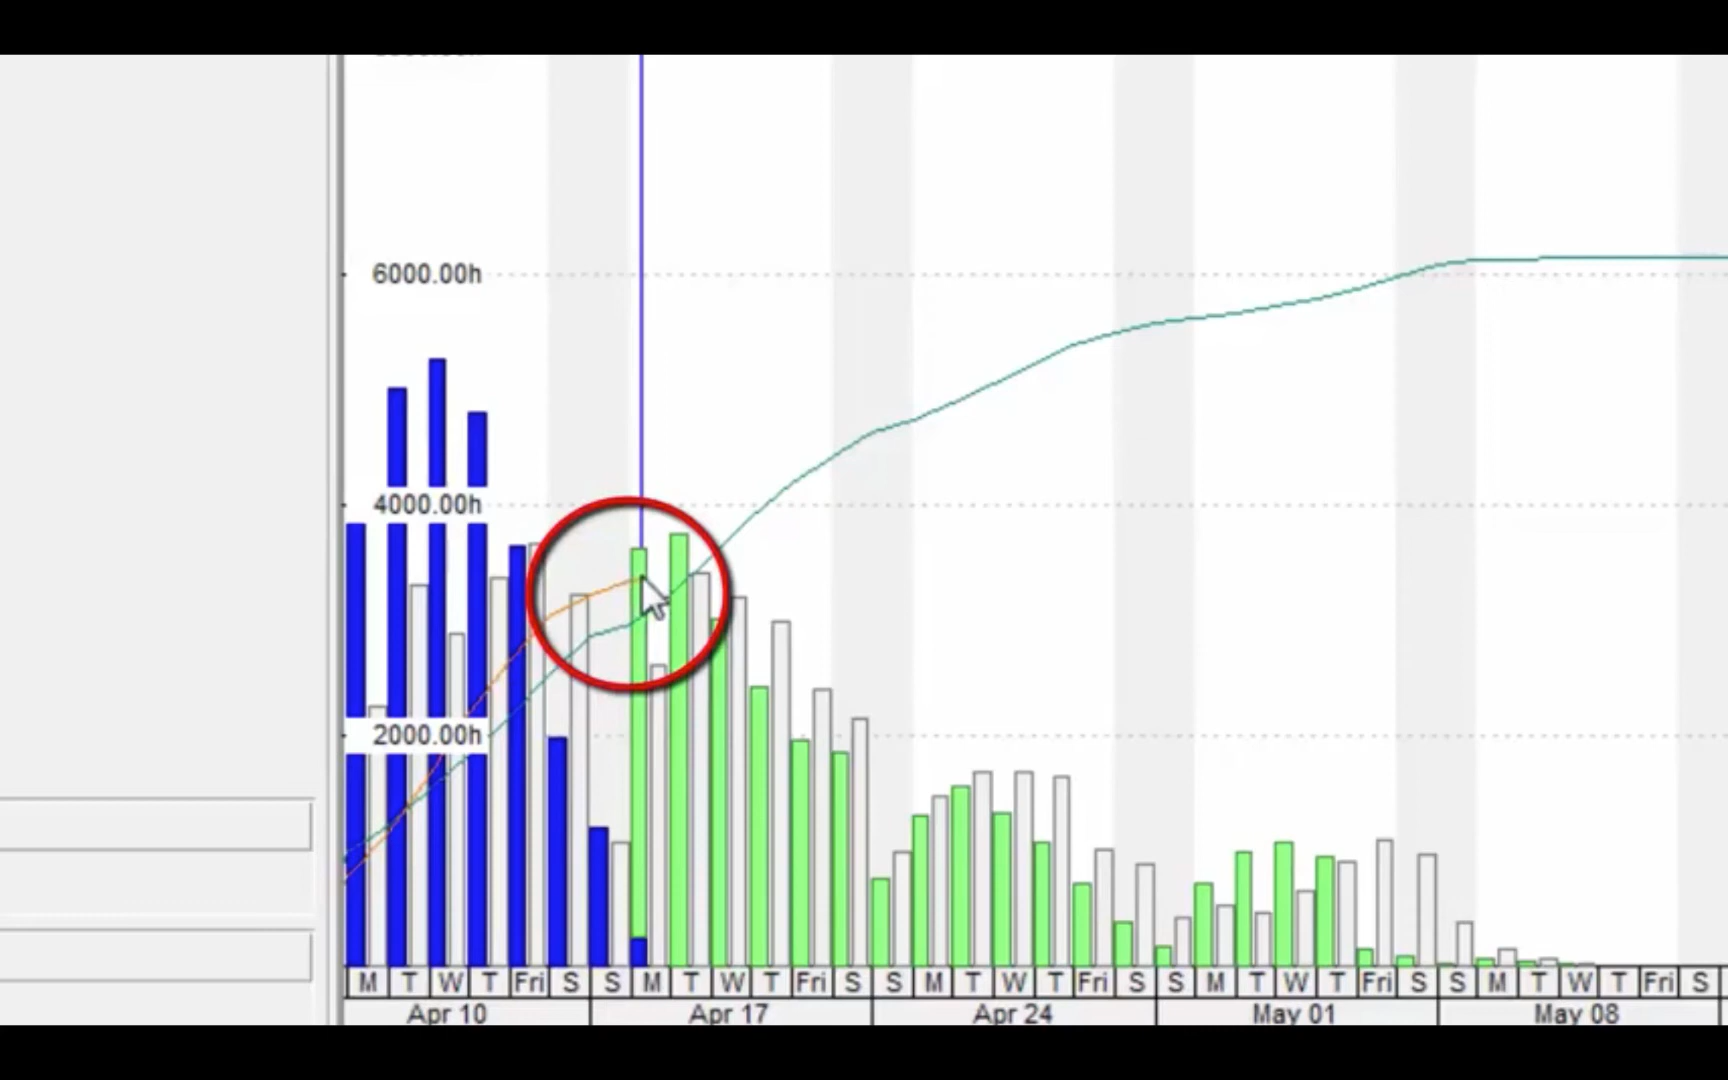 6000.00h
4000.00h
2000.00h
M T W T Fri S S M T W T Fri S S M T W T Fri S S M T W T Fri S S M T W T Fri S
Apr 10 Apr 17 Apr 24 May 01 May 08